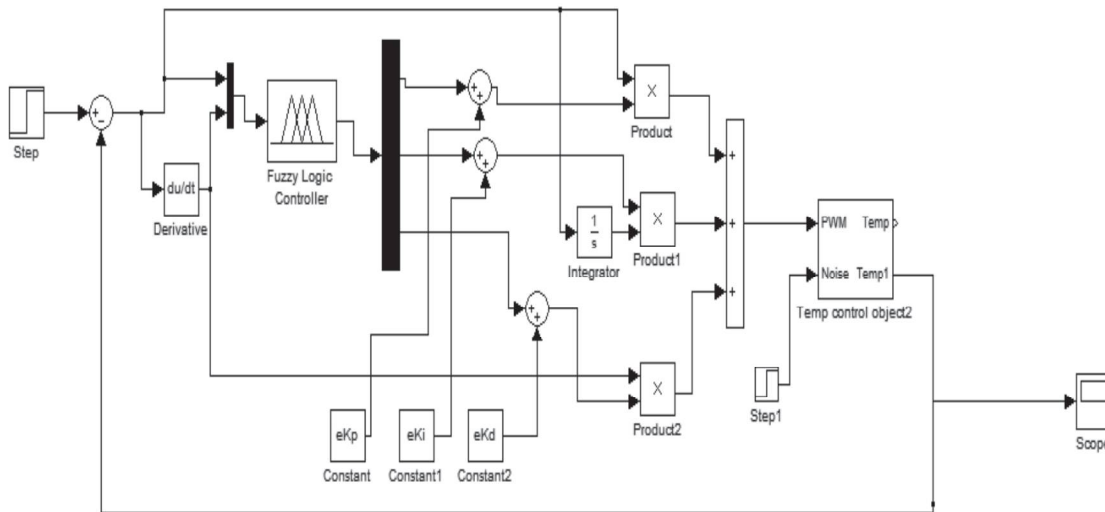 Step
du/dt
Derivative
Fuzzy Logic
Controller
eKp
Constant
eKi
Constant1
eKd
Constant2
1
s
Integrator
X
Product
X
Product1
X
Product2
PWM Temp
Noise Temp1
Temp control object2
Step1
Scope